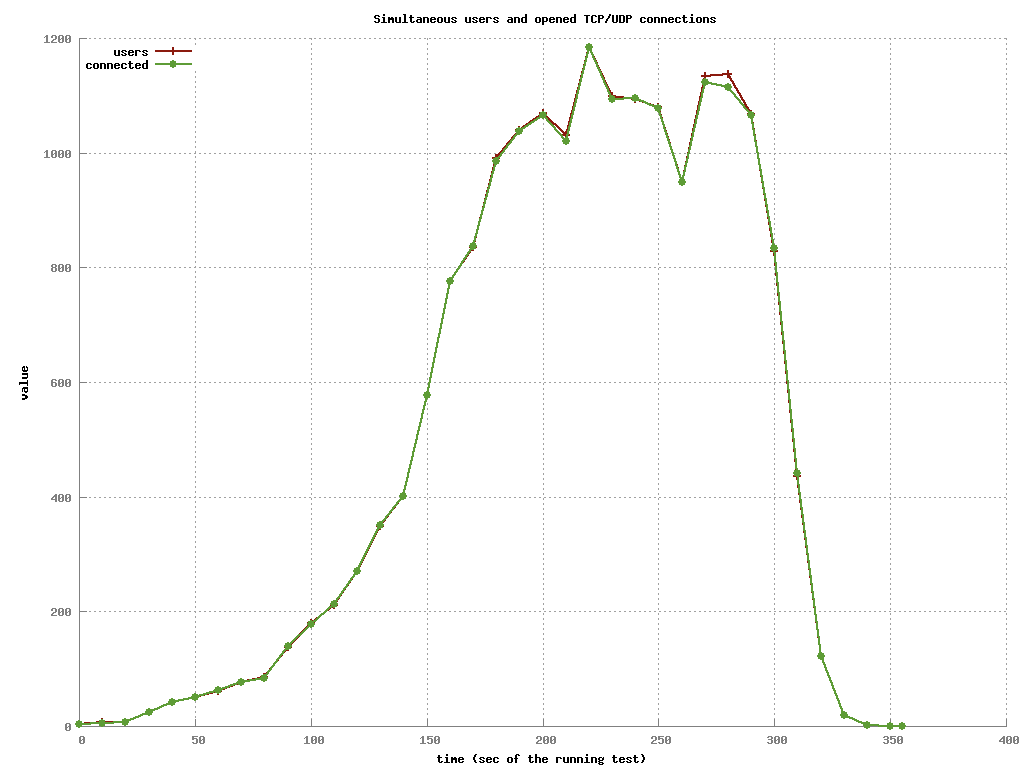 Simultaneous users and opened TCP/UDP connections
users
connected
1200
1000
800
600
400
200
0
value
0 50 100 150 200 250 300 350 400
time (sec of the running test)